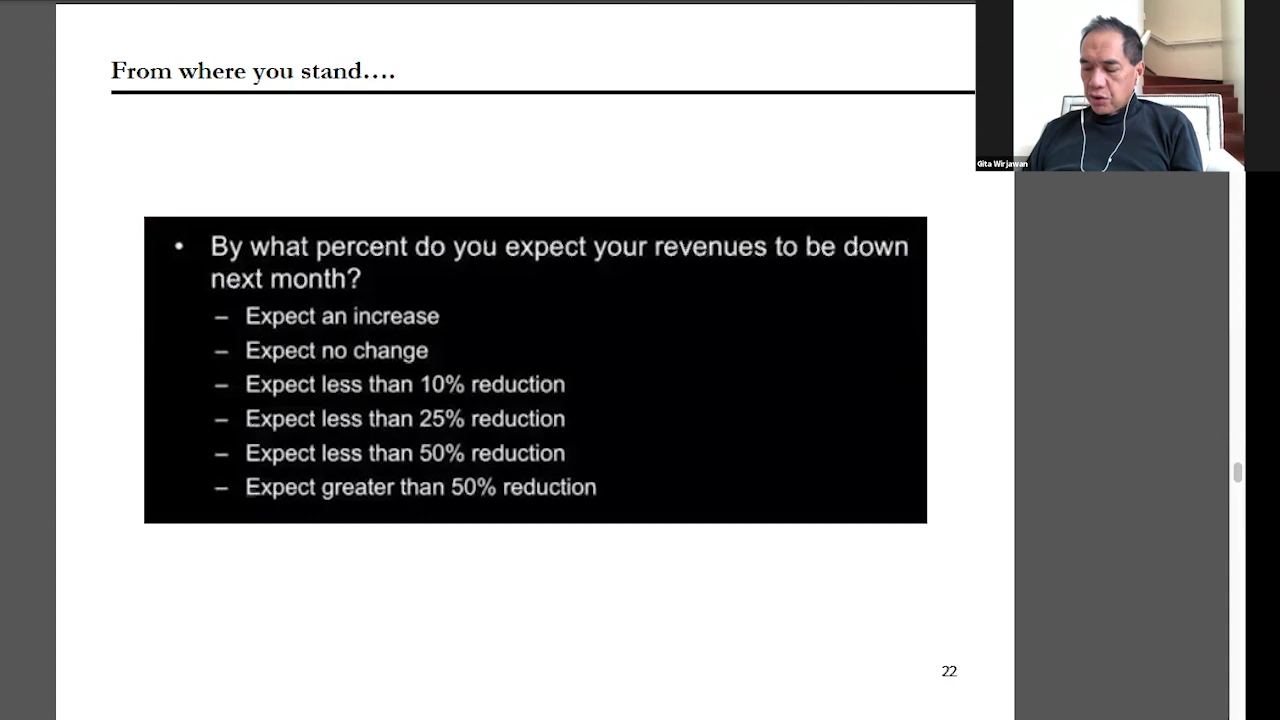 From where you stand....
Gita Wirjawan
• By what percent do you expect your revenues to be down
next month?
– Expect an increase
– Expect no change
– Expect less than 10% reduction
– Expect less than 25% reduction
– Expect less than 50% reduction
– Expect greater than 50% reduction
22